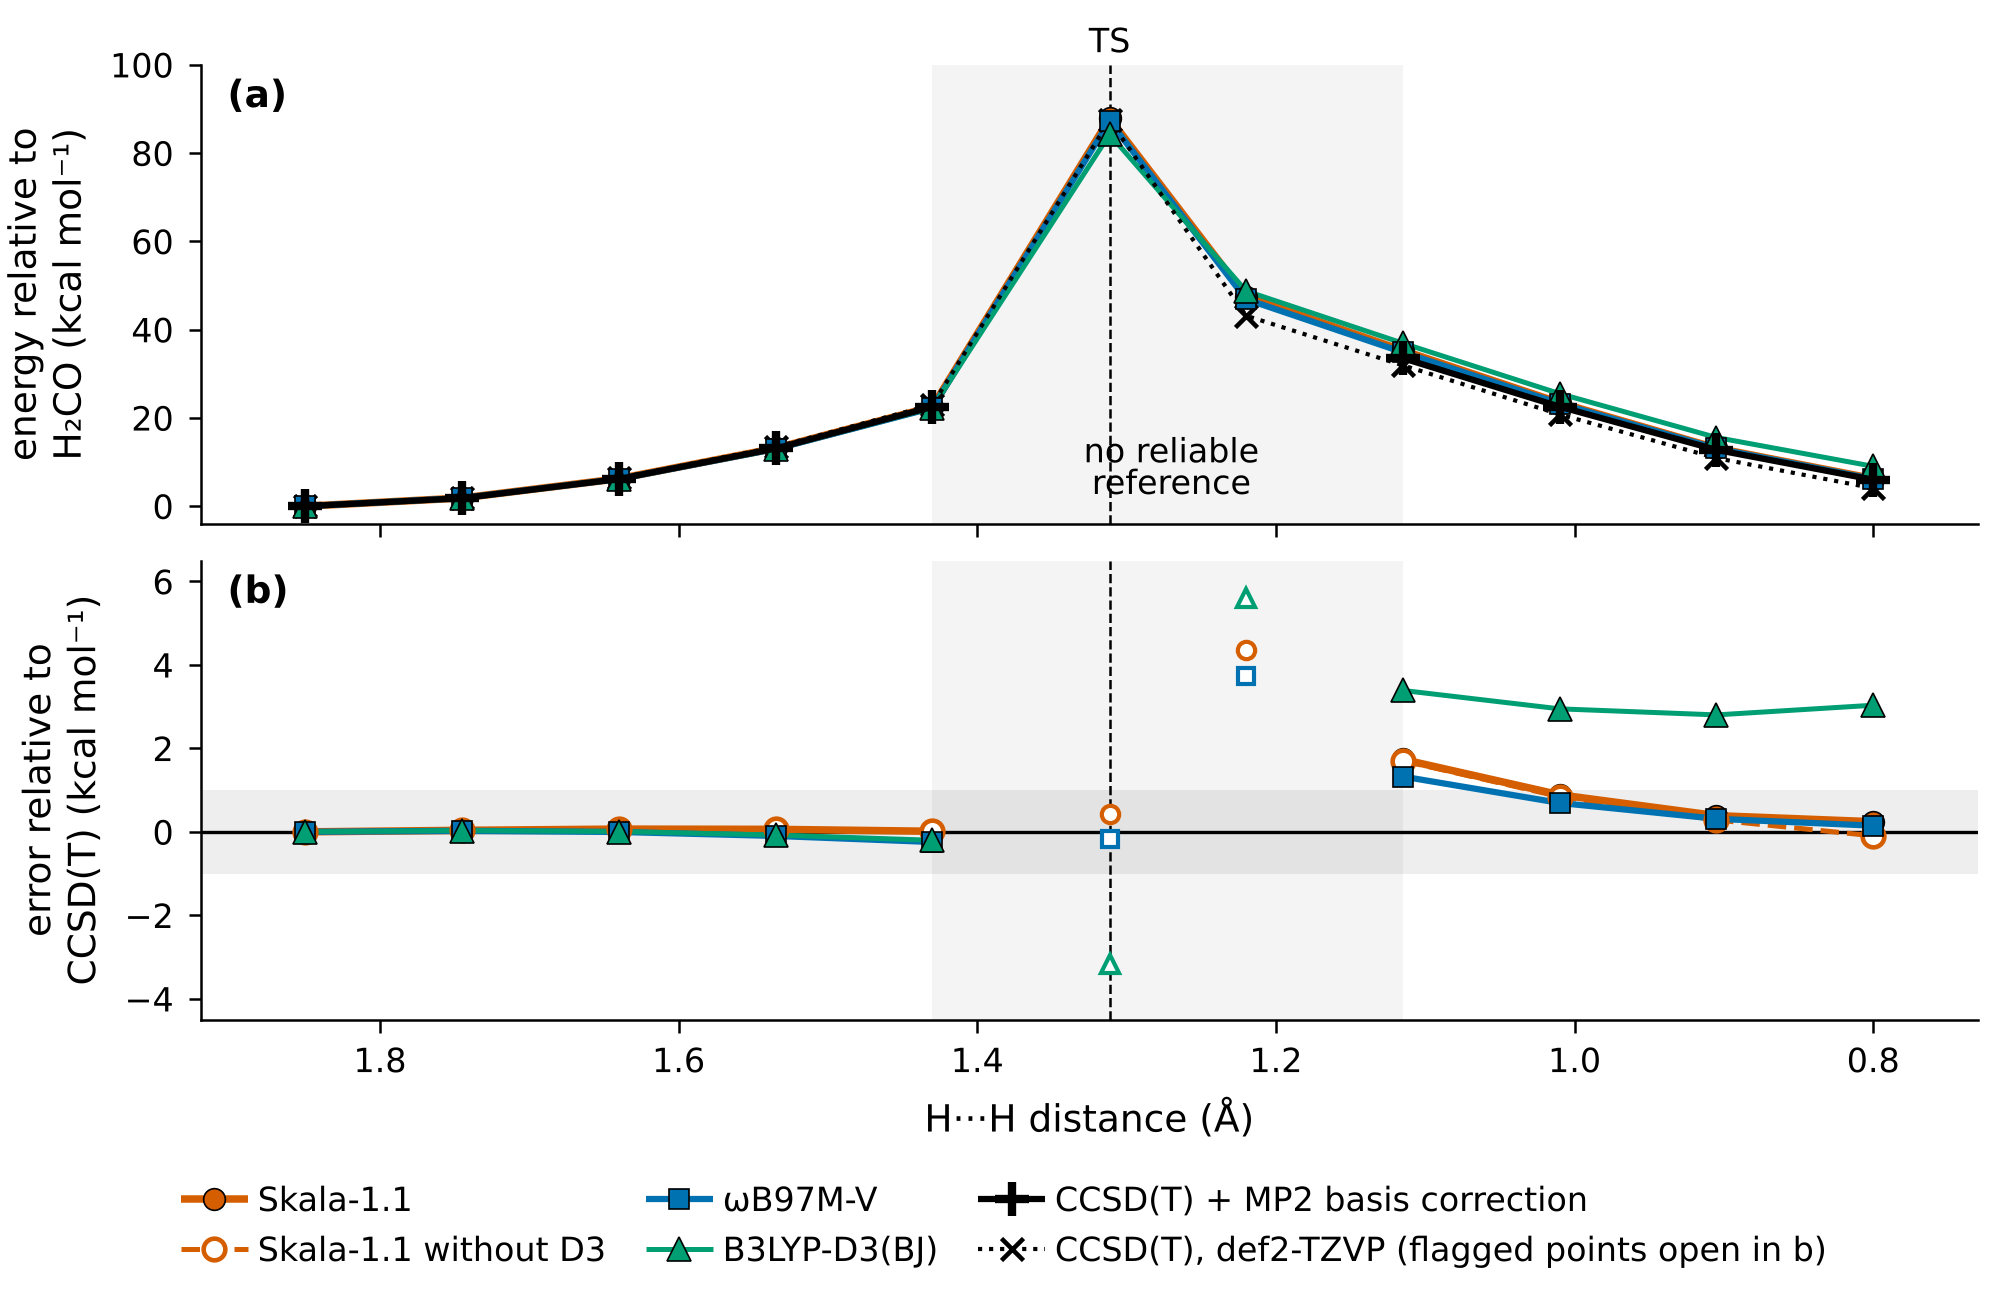 TS
(a)
energy relative to
H₂CO (kcal mol⁻¹)
100
80
60
40
20
0
no reliable
reference
(b)
error relative to
CCSD(T) (kcal mol⁻¹)
6
4
2
0
−2
−4
1.8
1.6
1.4
1.2
1.0
0.8
H···H distance (Å)
Skala-1.1
ωB97M-V
CCSD(T) + MP2 basis correction
Skala-1.1 without D3
B3LYP-D3(BJ)
CCSD(T), def2-TZVP (flagged points open in b)